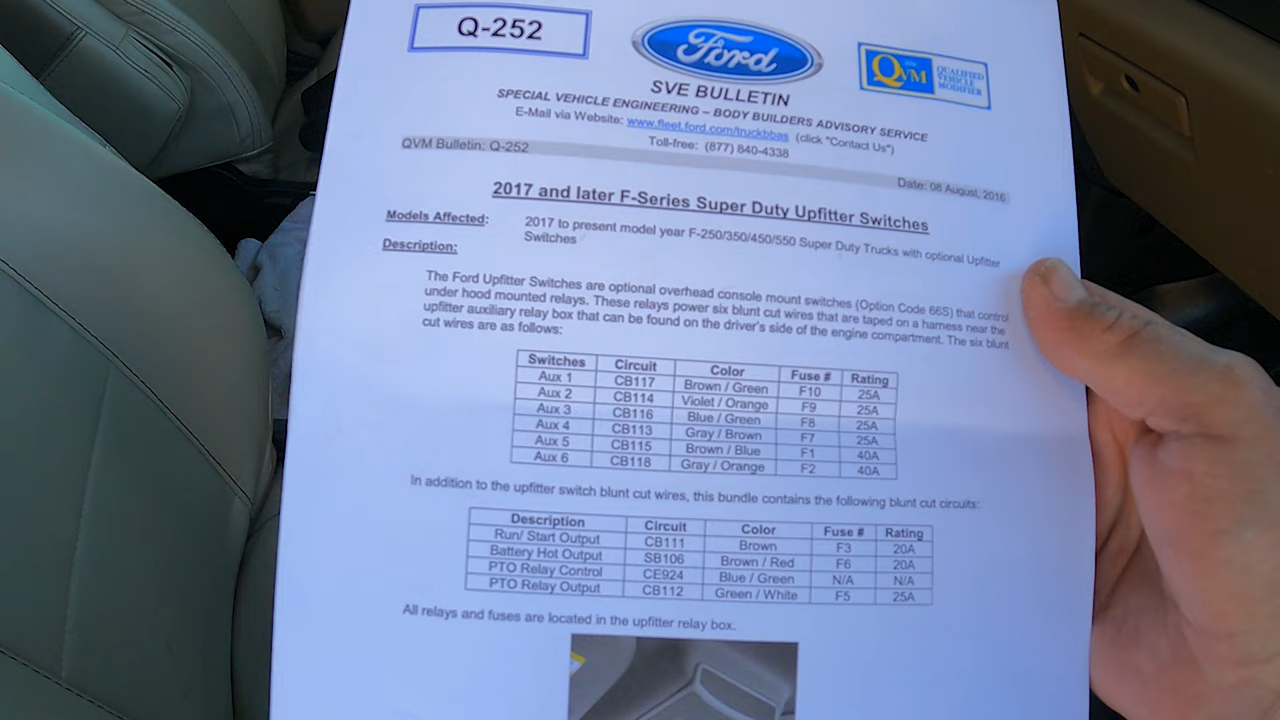 Q-252
Ford
QVM
QUALIFIED
VEHICLE
MODIFIER
SVE BULLETIN
SPECIAL VEHICLE ENGINEERING – BODY BUILDERS ADVISORY SERVICE
E-Mail via Website: www.fleet.ford.com/truckbbas (click "Contact Us")
Toll-free: (877) 840-4338
QVM Bulletin: Q-252
Date: 08 August, 2016
2017 and later F-Series Super Duty Upfitter Switches
Models Affected: 2017 to present model year F-250/350/450/550 Super Duty Trucks with optional Upfitter
Switches
Description:
The Ford Upfitter Switches are optional overhead console mount switches (Option Code 66S) that control
under hood mounted relays. These relays power six blunt cut wires that are taped on a harness near the
upfitter auxiliary relay box that can be found on the driver's side of the engine compartment. The six blunt
cut wires are as follows:
Switches Circuit Color Fuse # Rating
Aux 1 CB117 Brown / Green F10 25A
Aux 2 CB114 Violet / Orange F9 25A
Aux 3 CB116 Blue / Green F8 25A
Aux 4 CB113 Gray / Brown F7 25A
Aux 5 CB115 Brown / Blue F1 40A
Aux 6 CB118 Gray / Orange F2 40A
In addition to the upfitter switch blunt cut wires, this bundle contains the following blunt cut circuits:
Description Circuit Color Fuse # Rating
Run/ Start Output CB111 Brown F3 20A
Battery Hot Output SB106 Brown / Red F6 20A
PTO Relay Control CE924 Blue / Green N/A N/A
PTO Relay Output CB112 Green / White F5 25A
All relays and fuses are located in the upfitter relay box.